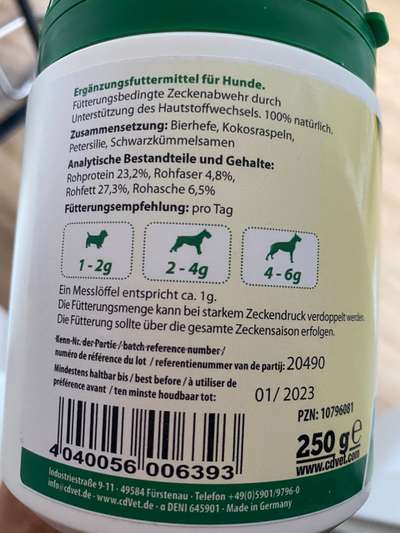 Ergänzungsfuttermittel für Hunde.
Fütterungsbedingte Zeckenabwehr durch
Unterstützung des Hautstoffwechsels. 100% natürlich.
Zusammensetzung: Bierhefe, Kokosraspeln,
Petersilie, Schwarzkümmelsamen
Analytische Bestandteile und Gehalte:
Rohprotein 23,2%, Rohfaser 4,8%,
Rohfett 27,3%, Rohasche 6,5%
Fütterungsempfehlung: pro Tag
1-2g
2-4g
4-6g
Ein Messlöffel entspricht ca. 1g.
Die Fütterungsmenge kann bei starkem Zeckendruck verdoppelt werden.
Die Fütterung sollte über die gesamte Zeckensaison erfolgen.
Kenn-Nr. der Partie / batch reference number /
numéro de référence du lot / referentienummer van de partij: 20490
Mindestens haltbar bis / best before / à utiliser de
préférence avant / ten minste houdbaar tot:
01/ 2023
PZN: 10796081
250 g e
www.cdvet.com
4 040056 006393
Industriestraße 9-11 · 49584 Fürstenau · Telefon +49(0)5901/9796-0
info@cdvet.de · www.cdVet.de · α DENI 645901 · Made in Germany